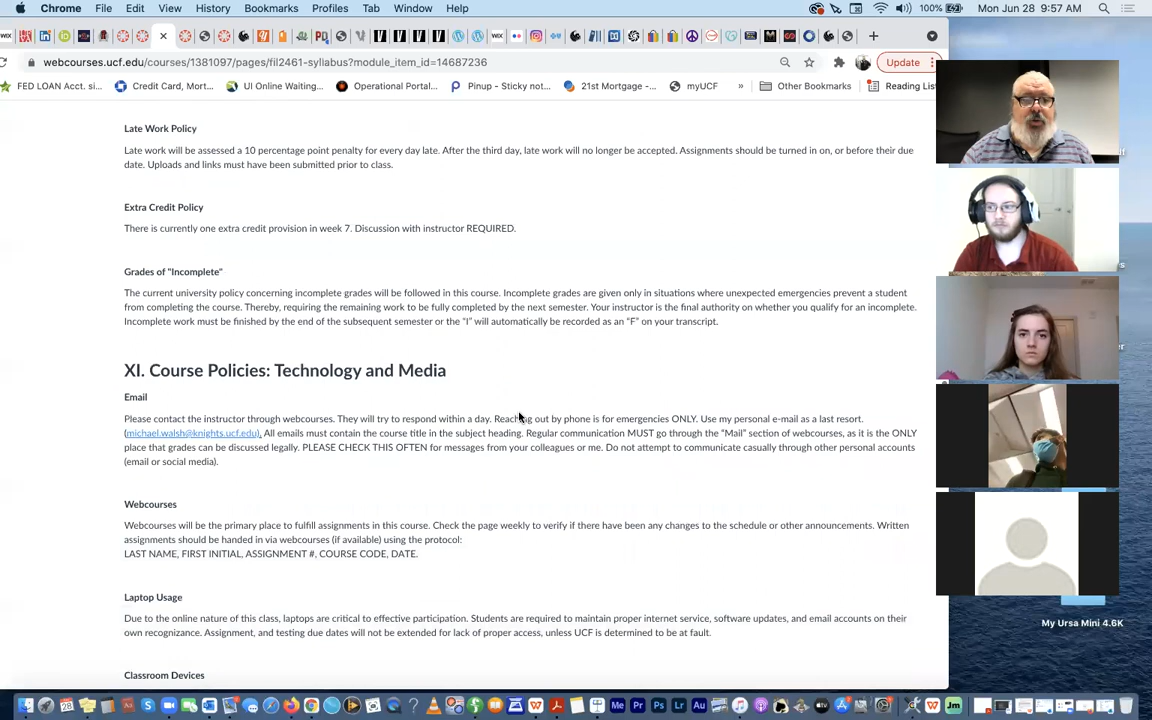 Chrome File Edit View History Bookmarks Profiles Tab Window Help 100% Mon Jun 28 9:57 AM
webcourses.ucf.edu/courses/1381097/pages/fil2461-syllabus?module_item_id=14687236 Update
FED LOAN Acct. si... Credit Card, Mort... UI Online Waiting... Operational Portal... Pinup - Sticky not... 21st Mortgage -... myUCF » Other Bookmarks Reading List
Late Work Policy
Late work will be assessed a 10 percentage point penalty for every day late. After the third day, late work will no longer be accepted. Assignments should be turned in on, or before their due
date. Uploads and links must have been submitted prior to class.
Extra Credit Policy
There is currently one extra credit provision in week 7. Discussion with instructor REQUIRED.
Grades of "Incomplete"
The current university policy concerning incomplete grades will be followed in this course. Incomplete grades are given only in situations where unexpected emergencies prevent a student
from completing the course. Thereby, requiring the remaining work to be fully completed by the next semester. Your instructor is the final authority on whether you qualify for an incomplete.
Incomplete work must be finished by the end of the subsequent semester or the "I" will automatically be recorded as an "F" on your transcript.
XI. Course Policies: Technology and Media
Email
Please contact the instructor through webcourses. They will try to respond within a day. Reaching out by phone is for emergencies ONLY. Use my personal e-mail as a last resort.
(michael.walsh@knights.ucf.edu). All emails must contain the course title in the subject heading. Regular communication MUST go through the "Mail" section of webcourses, as it is the ONLY
place that grades can be discussed legally. PLEASE CHECK THIS OFTEN for messages from your colleagues or me. Do not attempt to communicate casually through other personal accounts
(email or social media).
Webcourses
Webcourses will be the primary place to fulfill assignments in this course. Check the page weekly to verify if there have been any changes to the schedule or other announcements. Written
assignments should be handed in via webcourses (if available) using the protocol:
LAST NAME, FIRST INITIAL, ASSIGNMENT #, COURSE CODE, DATE.
Laptop Usage
Due to the online nature of this class, laptops are critical to effective participation. Students are required to maintain proper internet service, software updates, and email accounts on their
own recognizance. Assignment, and testing due dates will not be extended for lack of proper access, unless UCF is determined to be at fault.
My Ursa Mini 4.6K
Classroom Devices